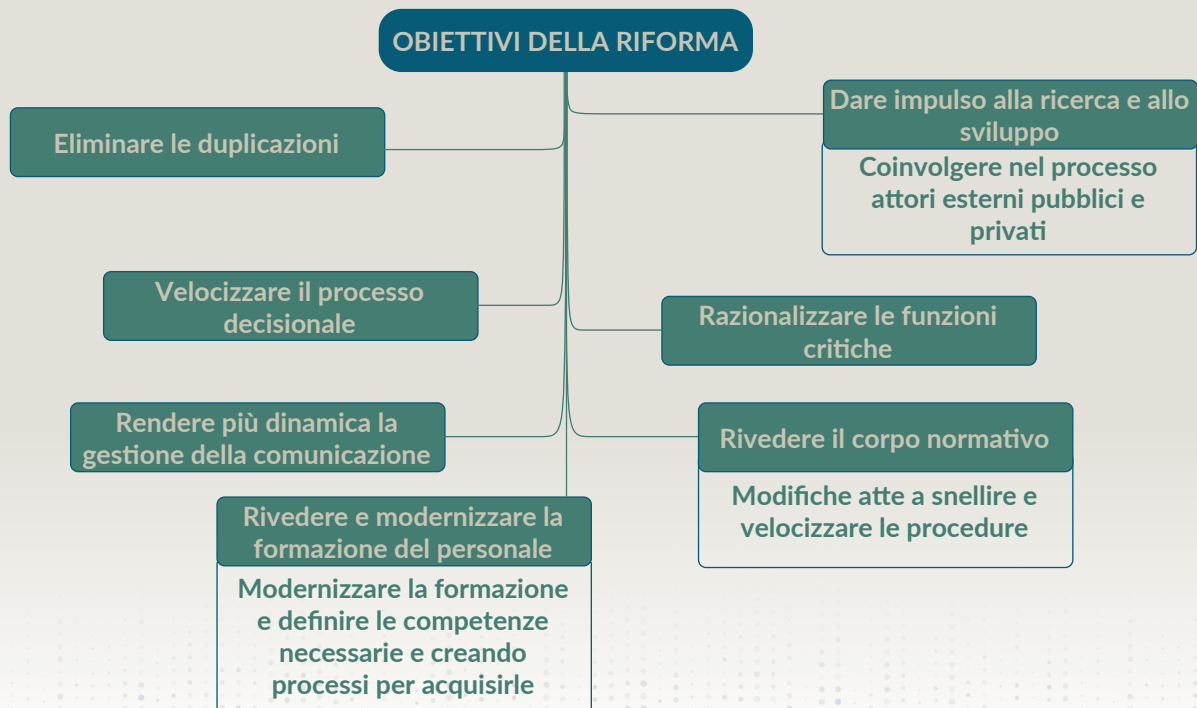 OBIETTIVI DELLA RIFORMA
Eliminare le duplicazioni
Dare impulso alla ricerca e allo
sviluppo
Coinvolgere nel processo
attori esterni pubblici e
privati
Velocizzare il processo
decisionale
Razionalizzare le funzioni
critiche
Rendere più dinamica la
gestione della comunicazione
Rivedere il corpo normativo
Modifiche atte a snellire e
velocizzare le procedure
Rivedere e modernizzare la
formazione del personale
Modernizzare la formazione
e definire le competenze
necessarie e creando
processi per acquisirle